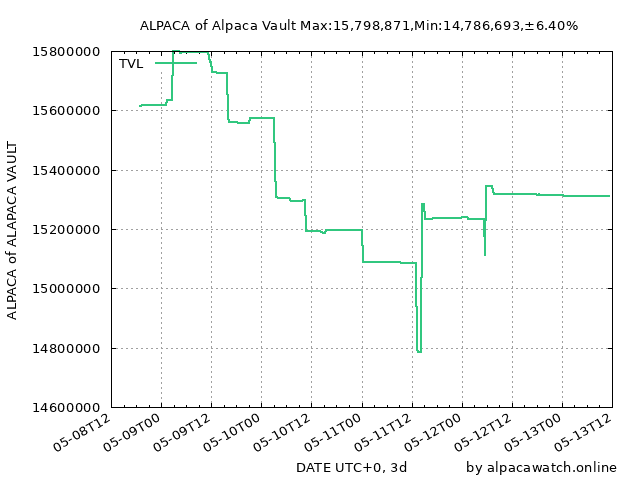 ALPACA of Alpaca Vault Max:15,798,871,Min:14,786,693,±6.40%
TVL
ALPACA of ALAPACA VAULT
15800000
15600000
15400000
15200000
15000000
14800000
14600000
05-08T12
05-09T00
05-09T12
05-10T00
05-10T12
05-11T00
05-11T12
05-12T00
05-12T12
05-13T00
05-13T12
DATE UTC+0, 3d
by alpacawatch.online